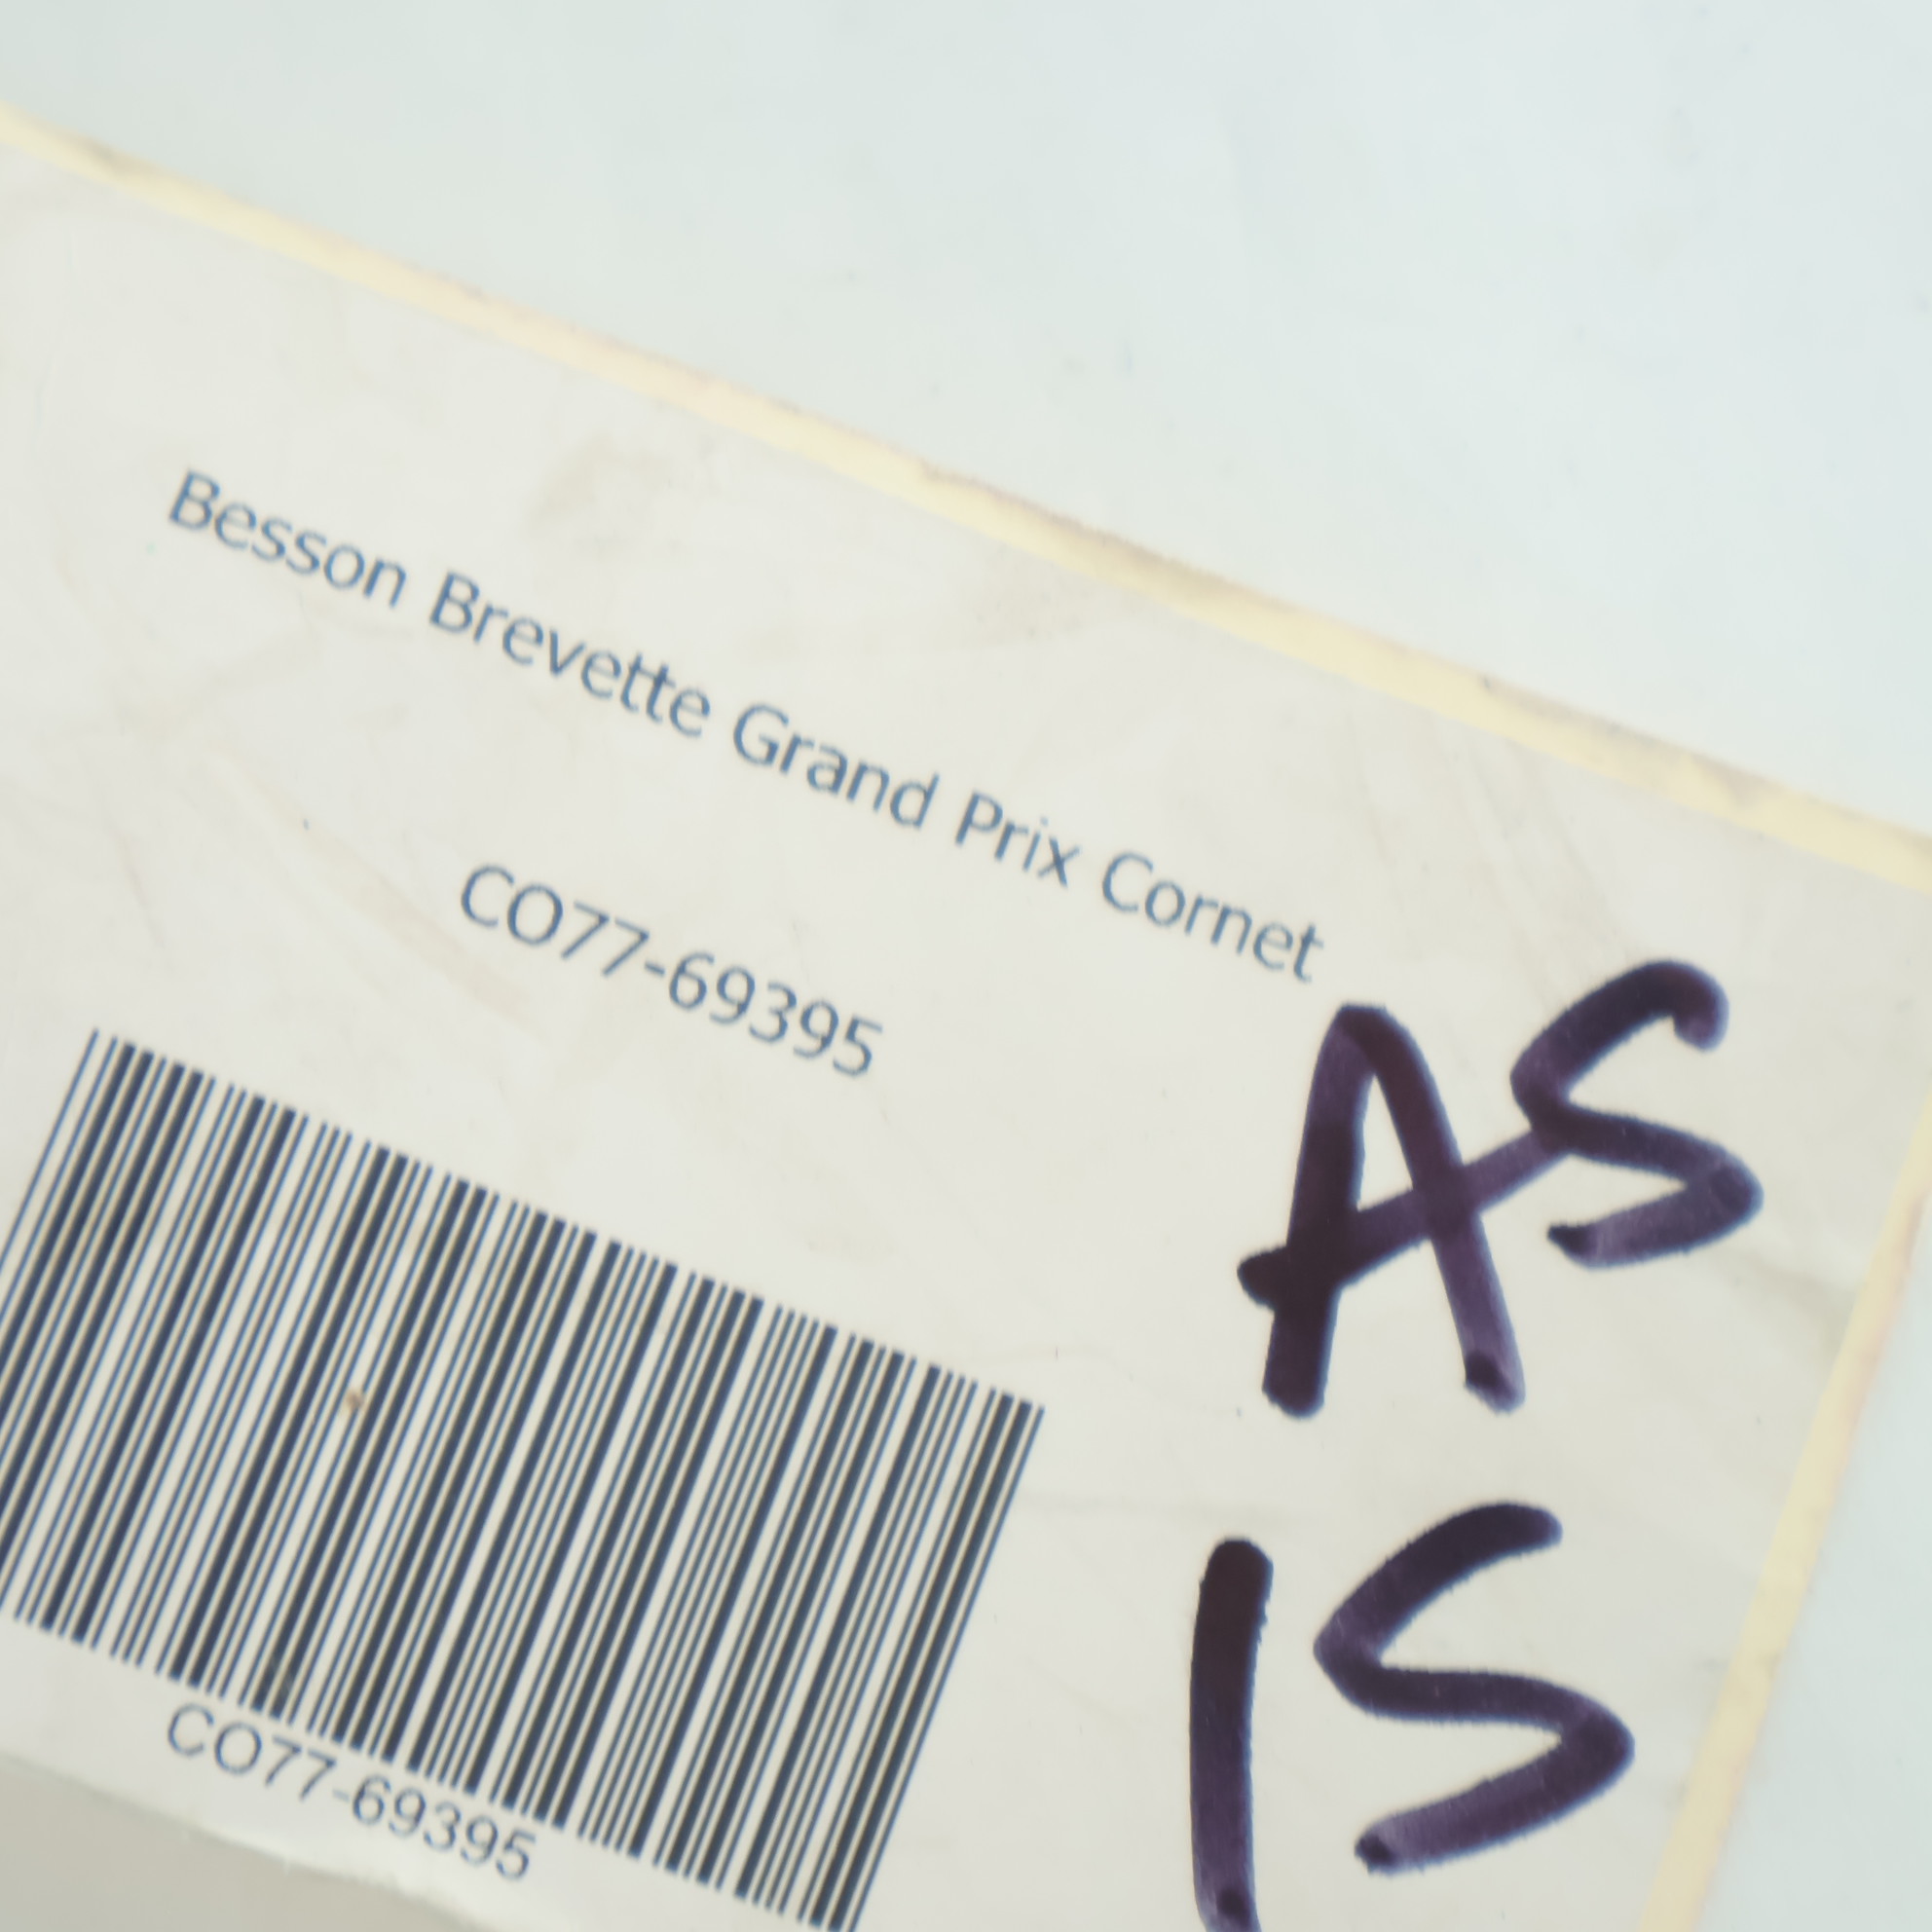 Besson Brevette Grand Prix Cornet
CO77-69395
CO77-69395
AS
IS